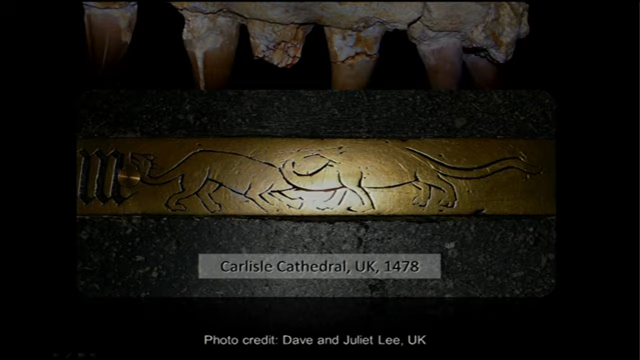 m
Carlisle Cathedral, UK, 1478
Photo credit: Dave and Juliet Lee, UK